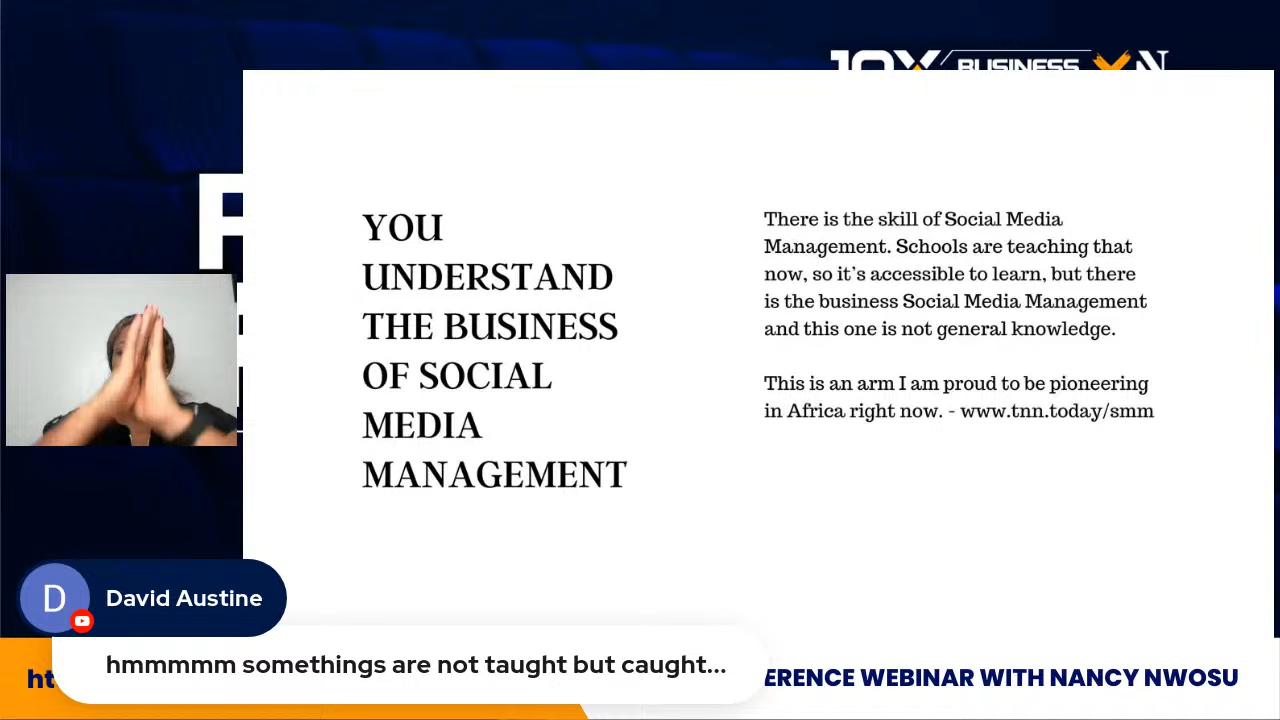 10X BUSINESS
YOU
UNDERSTAND
THE BUSINESS
OF SOCIAL
MEDIA
MANAGEMENT
There is the skill of Social Media
Management. Schools are teaching that
now, so it's accessible to learn, but there
is the business Social Media Management
and this one is not general knowledge.
This is an arm I am proud to be pioneering
in Africa right now. - www.tnn.today/smm
D
David Austine
hmmmmm somethings are not taught but caught...
WEBINAR WITH NANCY NWOSU